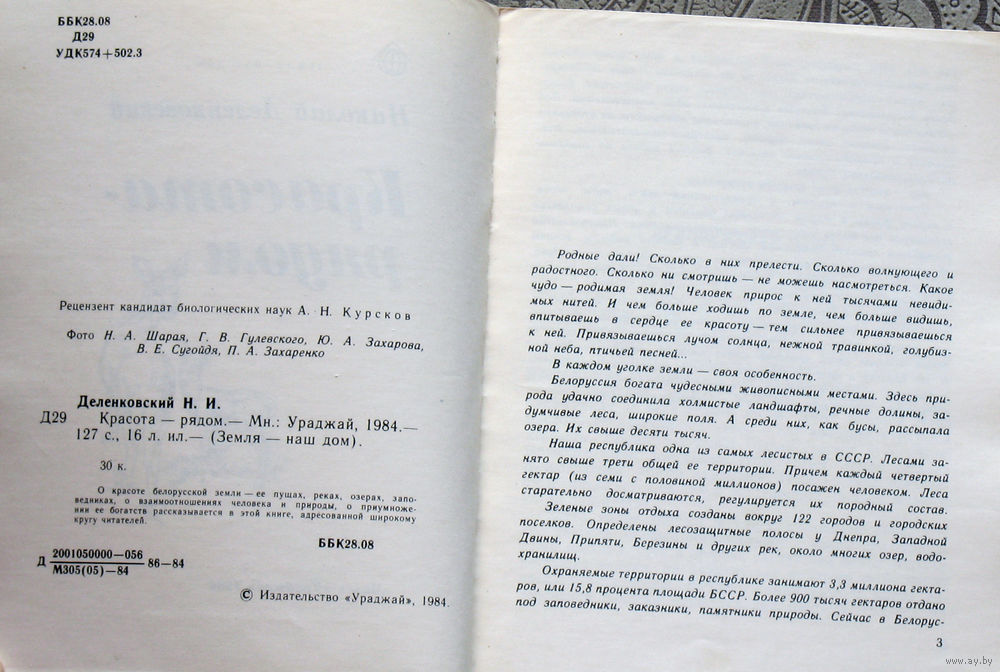 ББК28.08
Д29
УДК574+502.3
Рецензент кандидат биологических наук А. Н. Курсков
Фото Н. А. Шарая, Г. В. Гулевского, Ю. А. Захарова,
В. Е. Сугойдя, П. А. Захаренко
Деленковский Н. И.
Д29 Красота — рядом.— Мн.: Ураджай, 1984.—
127 с., 16 л. ил.— (Земля — наш дом).
30 к.
О красоте белорусской земли — ее пущах, реках, озерах, запо-
ведниках, о взаимоотношениях человека и природы, о приумноже-
нии ее богатств рассказывается в этой книге, адресованной широкому
кругу читателей.
ББК28.08
Д 2001050000—056 86—84
М305(05)—84
© Издательство «Ураджай», 1984.
Николай Деленковский
Красота-
рядом
Родные дали! Сколько в них прелести. Сколько волнующего и
радостного. Сколько ни смотришь — не можешь насмотреться. Какое
чудо — родимая земля! Человек прирос к ней тысячами невиди-
мых нитей. И чем больше ходишь по земле, чем больше видишь,
впитываешь в сердце ее красоту — тем сильнее привязываешься
к ней. Привязываешься лучом солнца, нежной травинкой, голубиз-
ной неба, птичьей песней...
В каждом уголке земли — своя особенность.
Белоруссия богата чудесными живописными местами. Здесь при-
рода удачно соединила холмистые ландшафты, речные долины, за-
думчивые леса, широкие поля. А среди них, как бусы, рассыпала
озера. Их свыше десяти тысяч.
Наша республика одна из самых лесистых в СССР. Лесами за-
нято свыше трети общей ее территории. Причем каждый четвертый
гектар (из семи с половиной миллионов) посажен человеком. Леса
старательно досматриваются, регулируется их породный состав.
Зеленые зоны отдыха созданы вокруг 122 городов и городских
поселков. Определены лесозащитные полосы у Днепра, Западной
Двины, Припяти, Березины и других рек, около многих озер, водо-
хранилищ.
Охраняемые территории в республике занимают 3,3 миллиона гекта-
ров, или 15,8 процента площади БССР. Более 900 тысяч гектаров отдано
под заповедники, заказники, памятники природы. Сейчас в Белорус-
3
www.ay.by